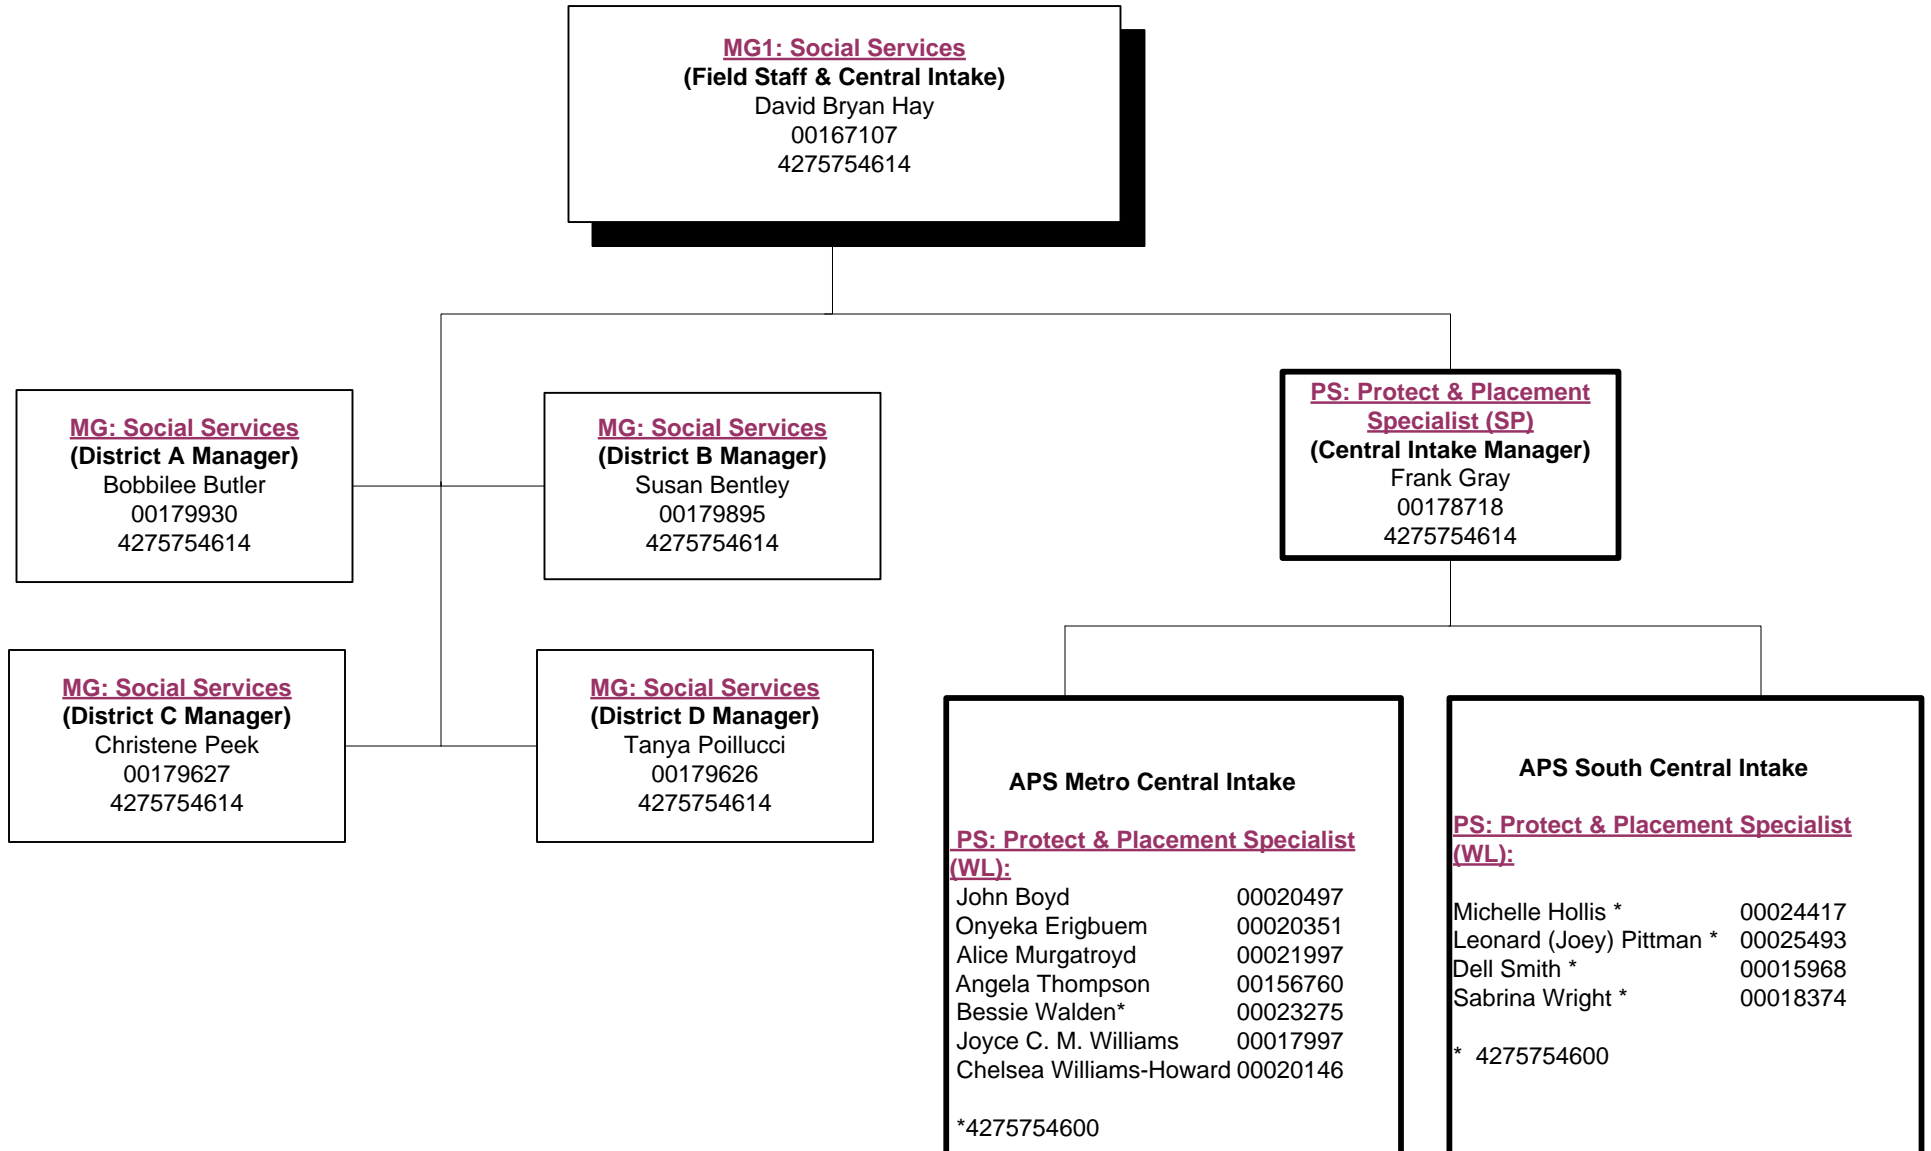 MG1: Social Services
(Field Staff & Central Intake)
David Bryan Hay
00167107
4275754614
MG: Social Services
(District A Manager)
Bobbilee Butler
00179930
4275754614
MG: Social Services
(District B Manager)
Susan Bentley
00179895
4275754614
PS: Protect & Placement
Specialist (SP)
(Central Intake Manager)
Frank Gray
00178718
4275754614
MG: Social Services
(District C Manager)
Christene Peek
00179627
4275754614
MG: Social Services
(District D Manager)
Tanya Poillucci
00179626
4275754614
APS Metro Central Intake
PS: Protect & Placement Specialist
(WL):
John Boyd 00020497
Onyeka Erigbuem 00020351
Alice Murgatroyd 00021997
Angela Thompson 00156760
Bessie Walden* 00023275
Joyce C. M. Williams 00017997
Chelsea Williams-Howard 00020146
*4275754600
APS South Central Intake
PS: Protect & Placement Specialist
(WL):
Michelle Hollis * 00024417
Leonard (Joey) Pittman * 00025493
Dell Smith * 00015968
Sabrina Wright * 00018374
* 4275754600